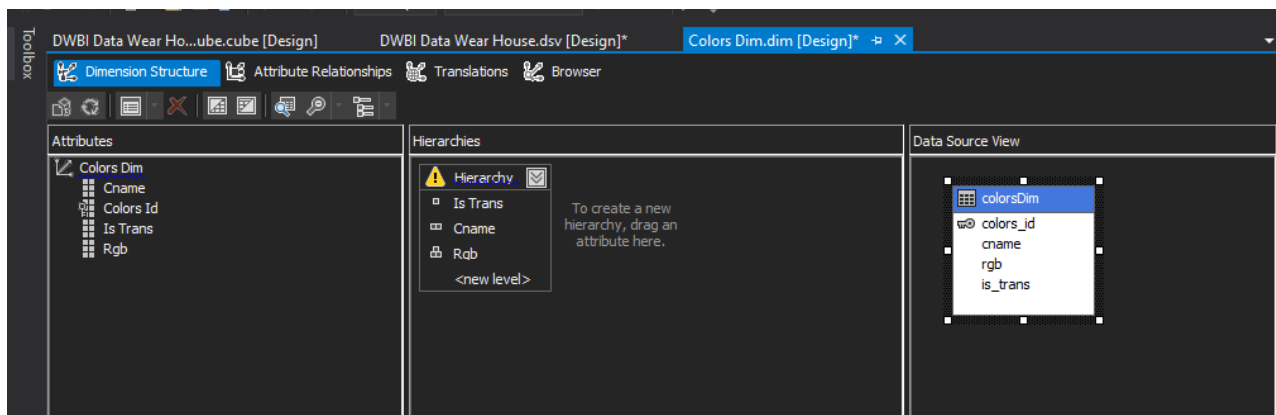 Toolbox
DWBI Data Wear Ho...ube.cube [Design]
DWBI Data Wear House.dsv [Design]*
Colors Dim.dim [Design]*
Dimension Structure
Attribute Relationships
Translations
Browser
Attributes
Colors Dim
Cname
Colors Id
Is Trans
Rgb
Hierarchies
Hierarchy
Is Trans
Cname
Rgb
<new level>
To create a new
hierarchy, drag an
attribute here.
Data Source View
colorsDim
colors_id
cname
rgb
is_trans